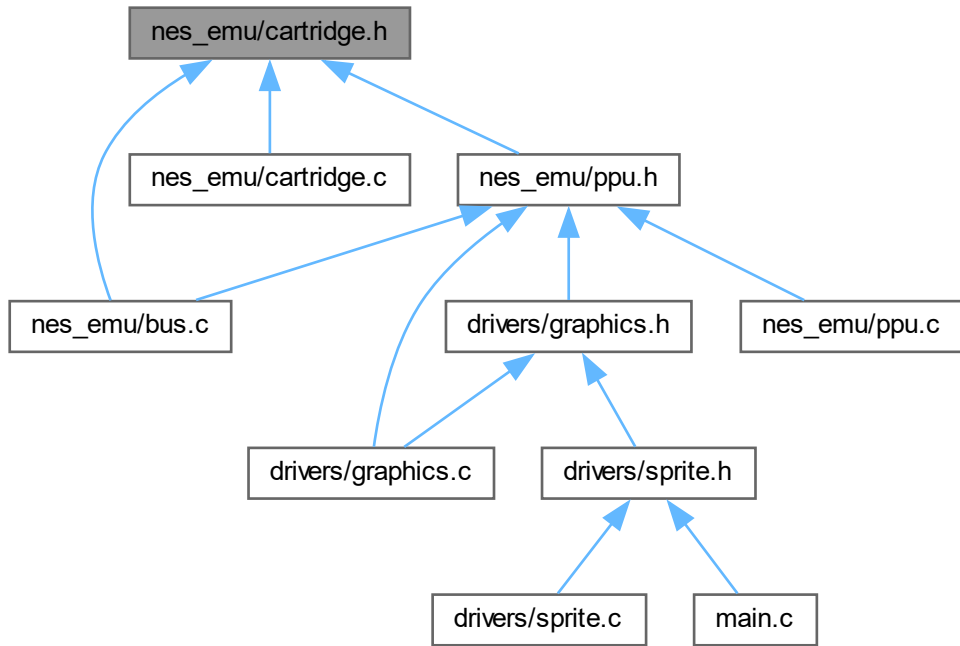 nes_emu/cartridge.h
nes_emu/cartridge.c
nes_emu/ppu.h
nes_emu/bus.c
drivers/graphics.h
nes_emu/ppu.c
drivers/graphics.c
drivers/sprite.h
drivers/sprite.c
main.c